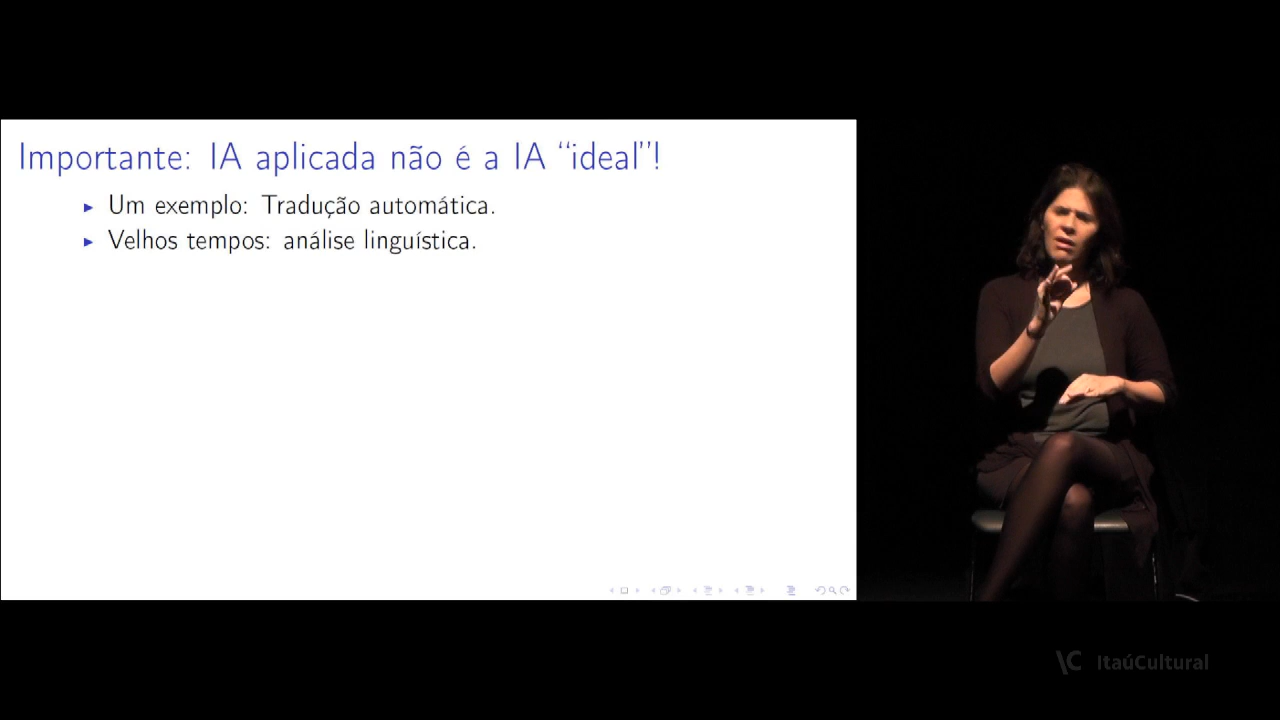 Importante: IA aplicada não é a IA “ideal”!
▸ Um exemplo: Tradução automática.
▸ Velhos tempos: análise linguística.
\C ItaúCultural